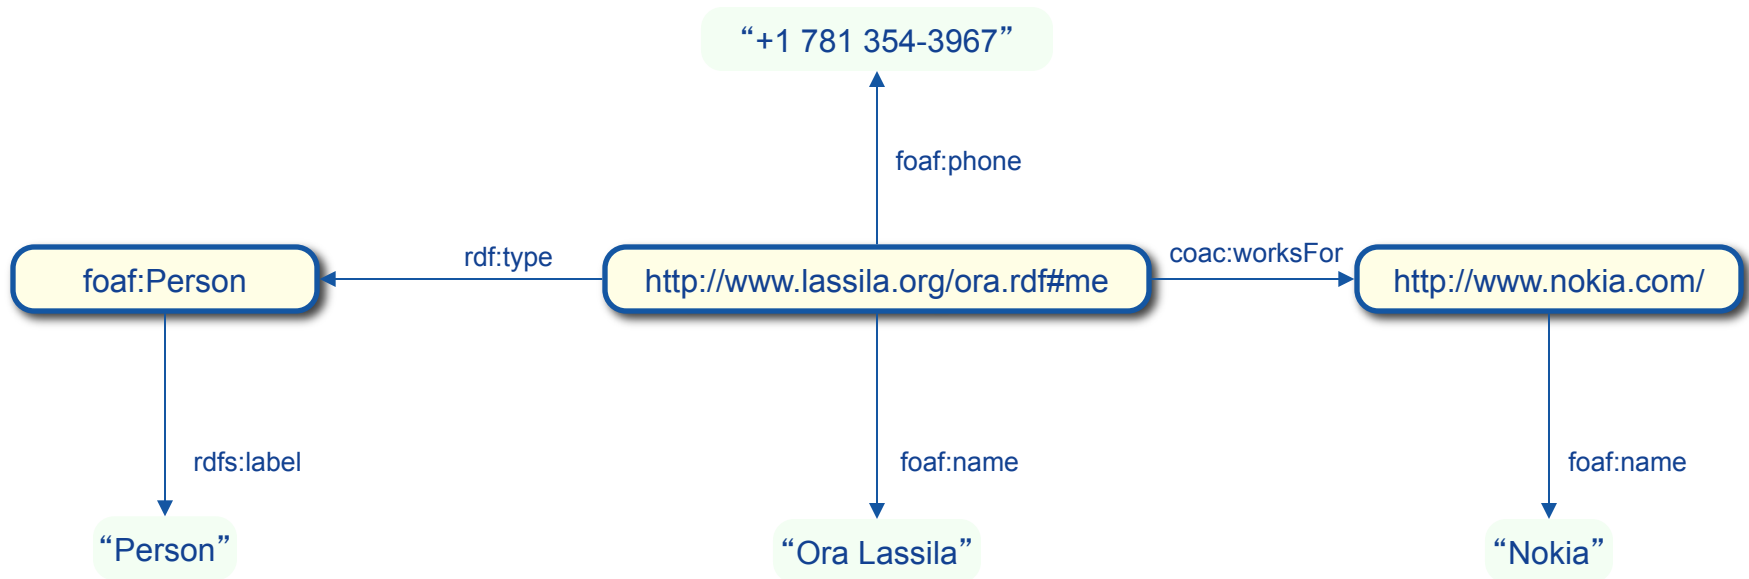 “+1 781 354-3967”
foaf:phone
rdf:type
coac:worksFor
foaf:Person
http://www.lassila.org/ora.rdf#me
http://www.nokia.com/
rdfs:label
foaf:name
foaf:name
“Person”
“Ora Lassila”
“Nokia”